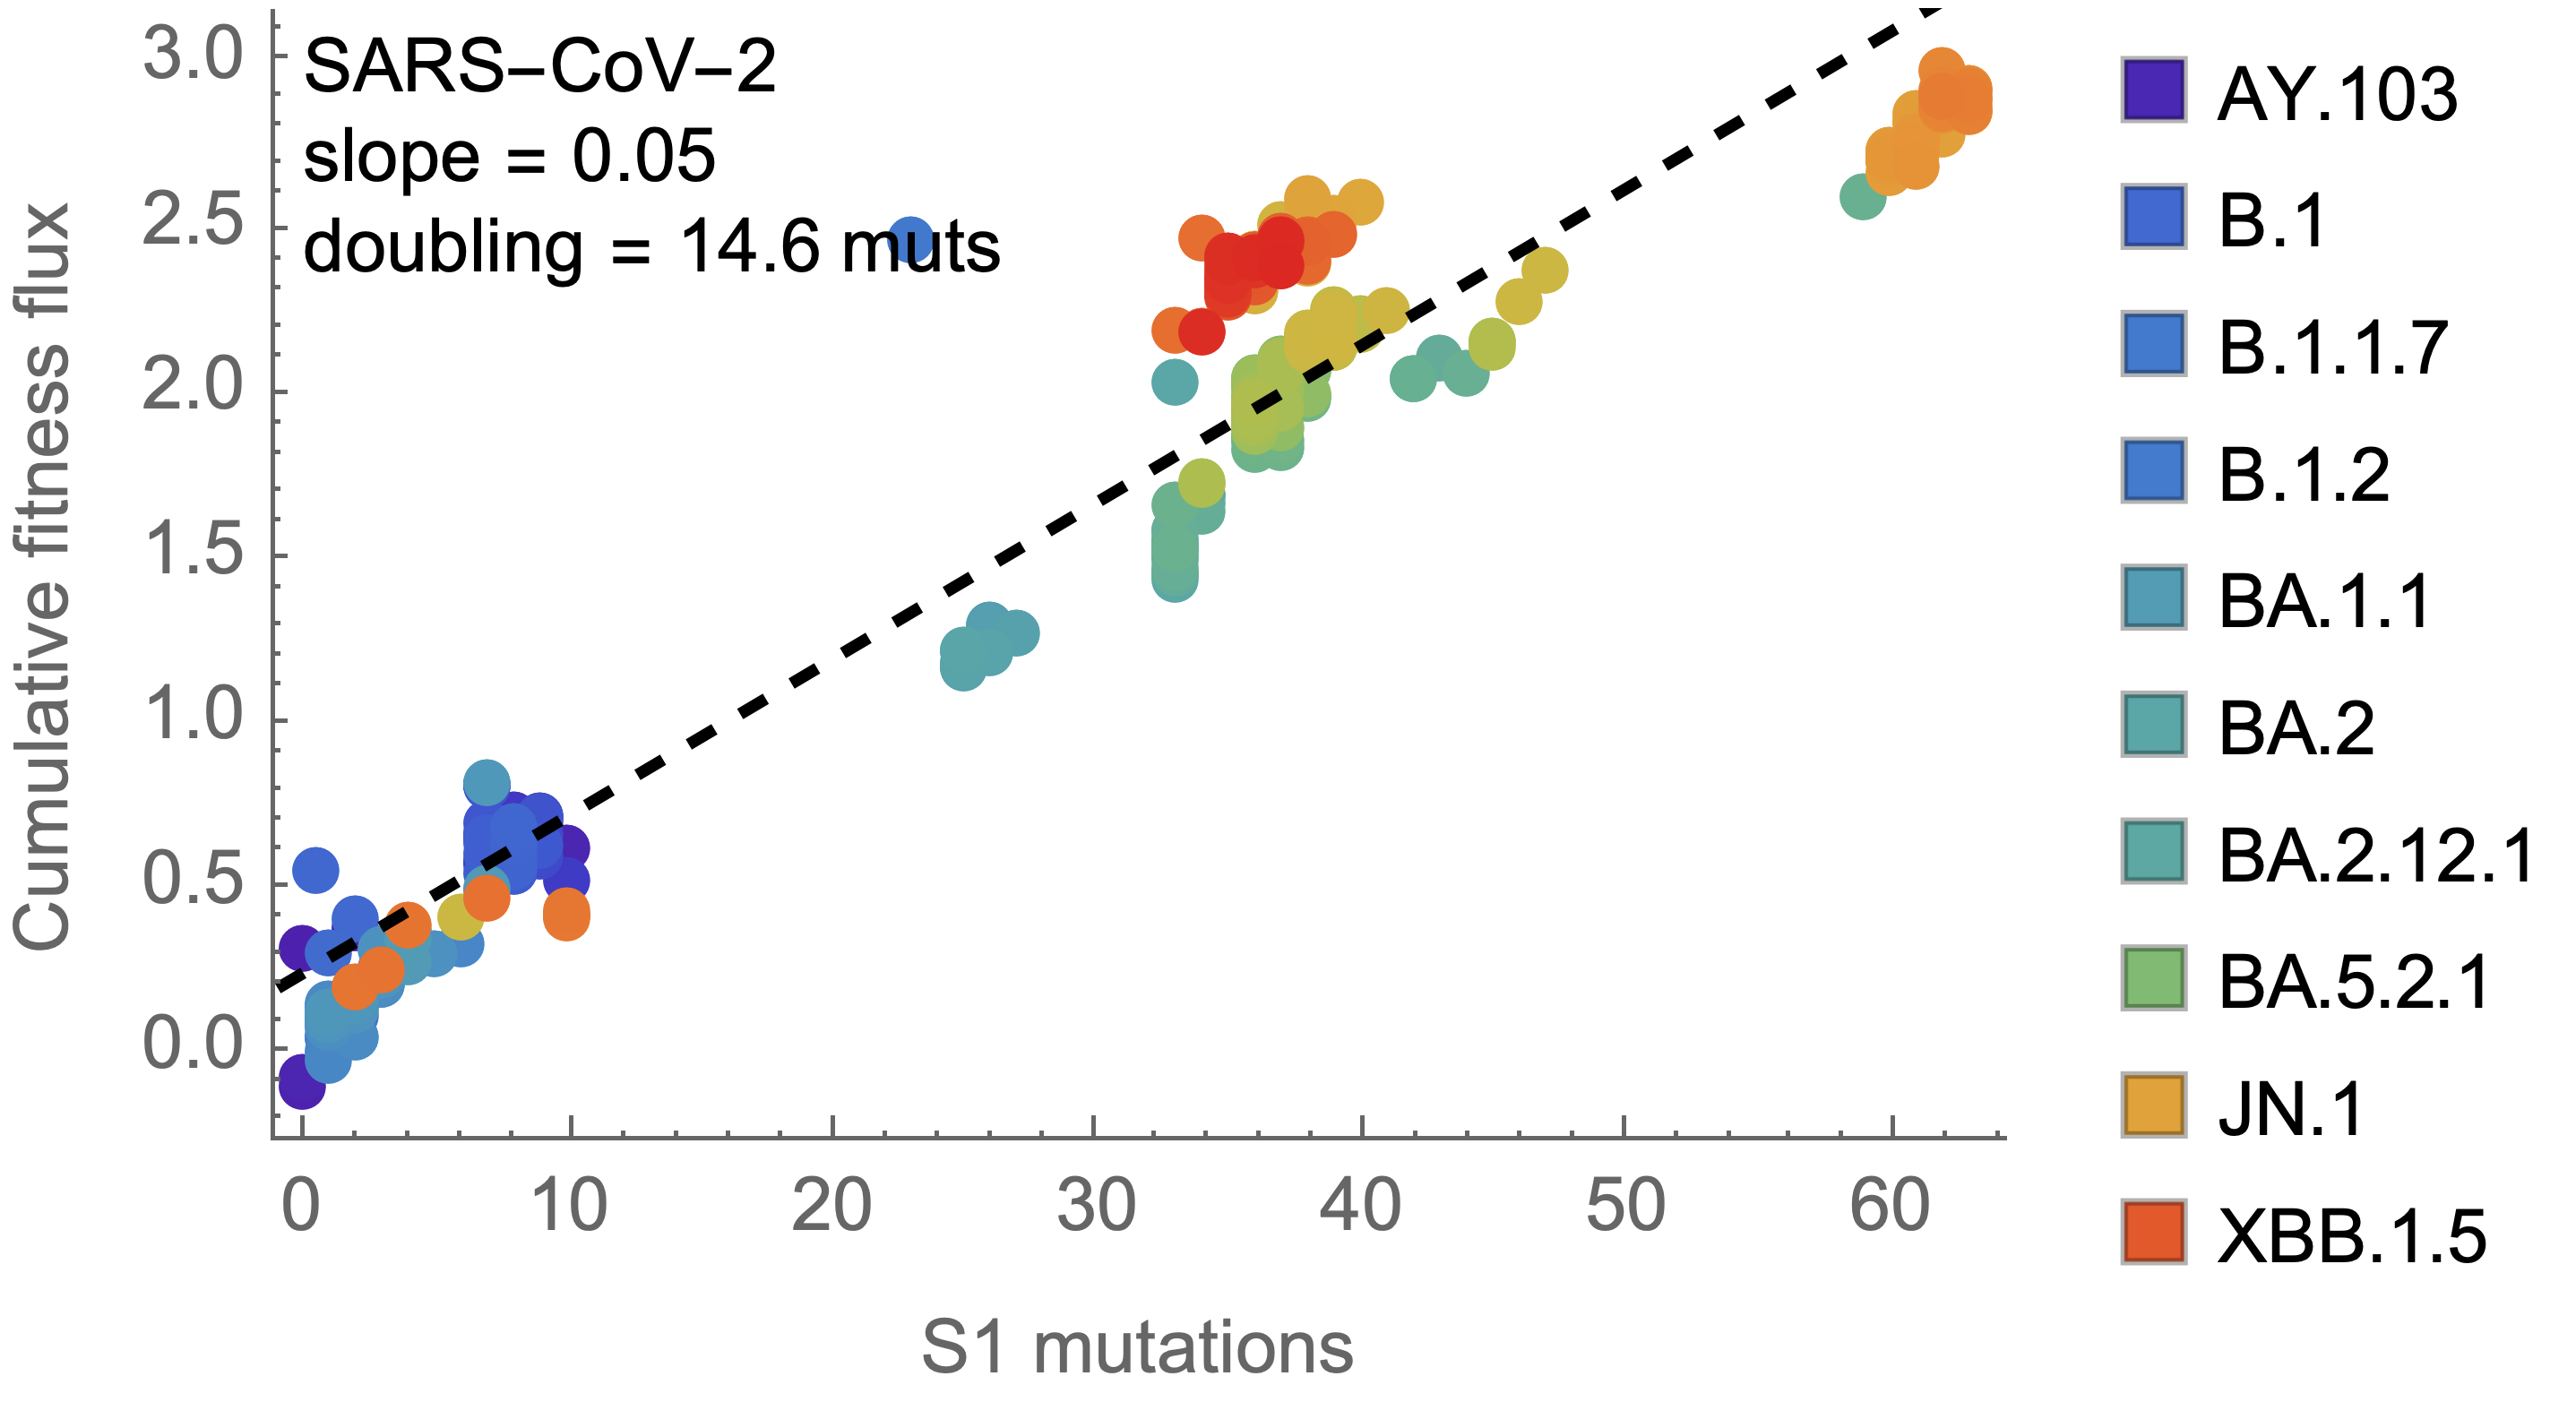 SARS−CoV−2
slope = 0.05
doubling = 14.6 muts
Cumulative fitness flux
3.0
2.5
2.0
1.5
1.0
0.5
0.0
0 10 20 30 40 50 60
S1 mutations
AY.103
B.1
B.1.1.7
B.1.2
BA.1.1
BA.2
BA.2.12.1
BA.5.2.1
JN.1
XBB.1.5